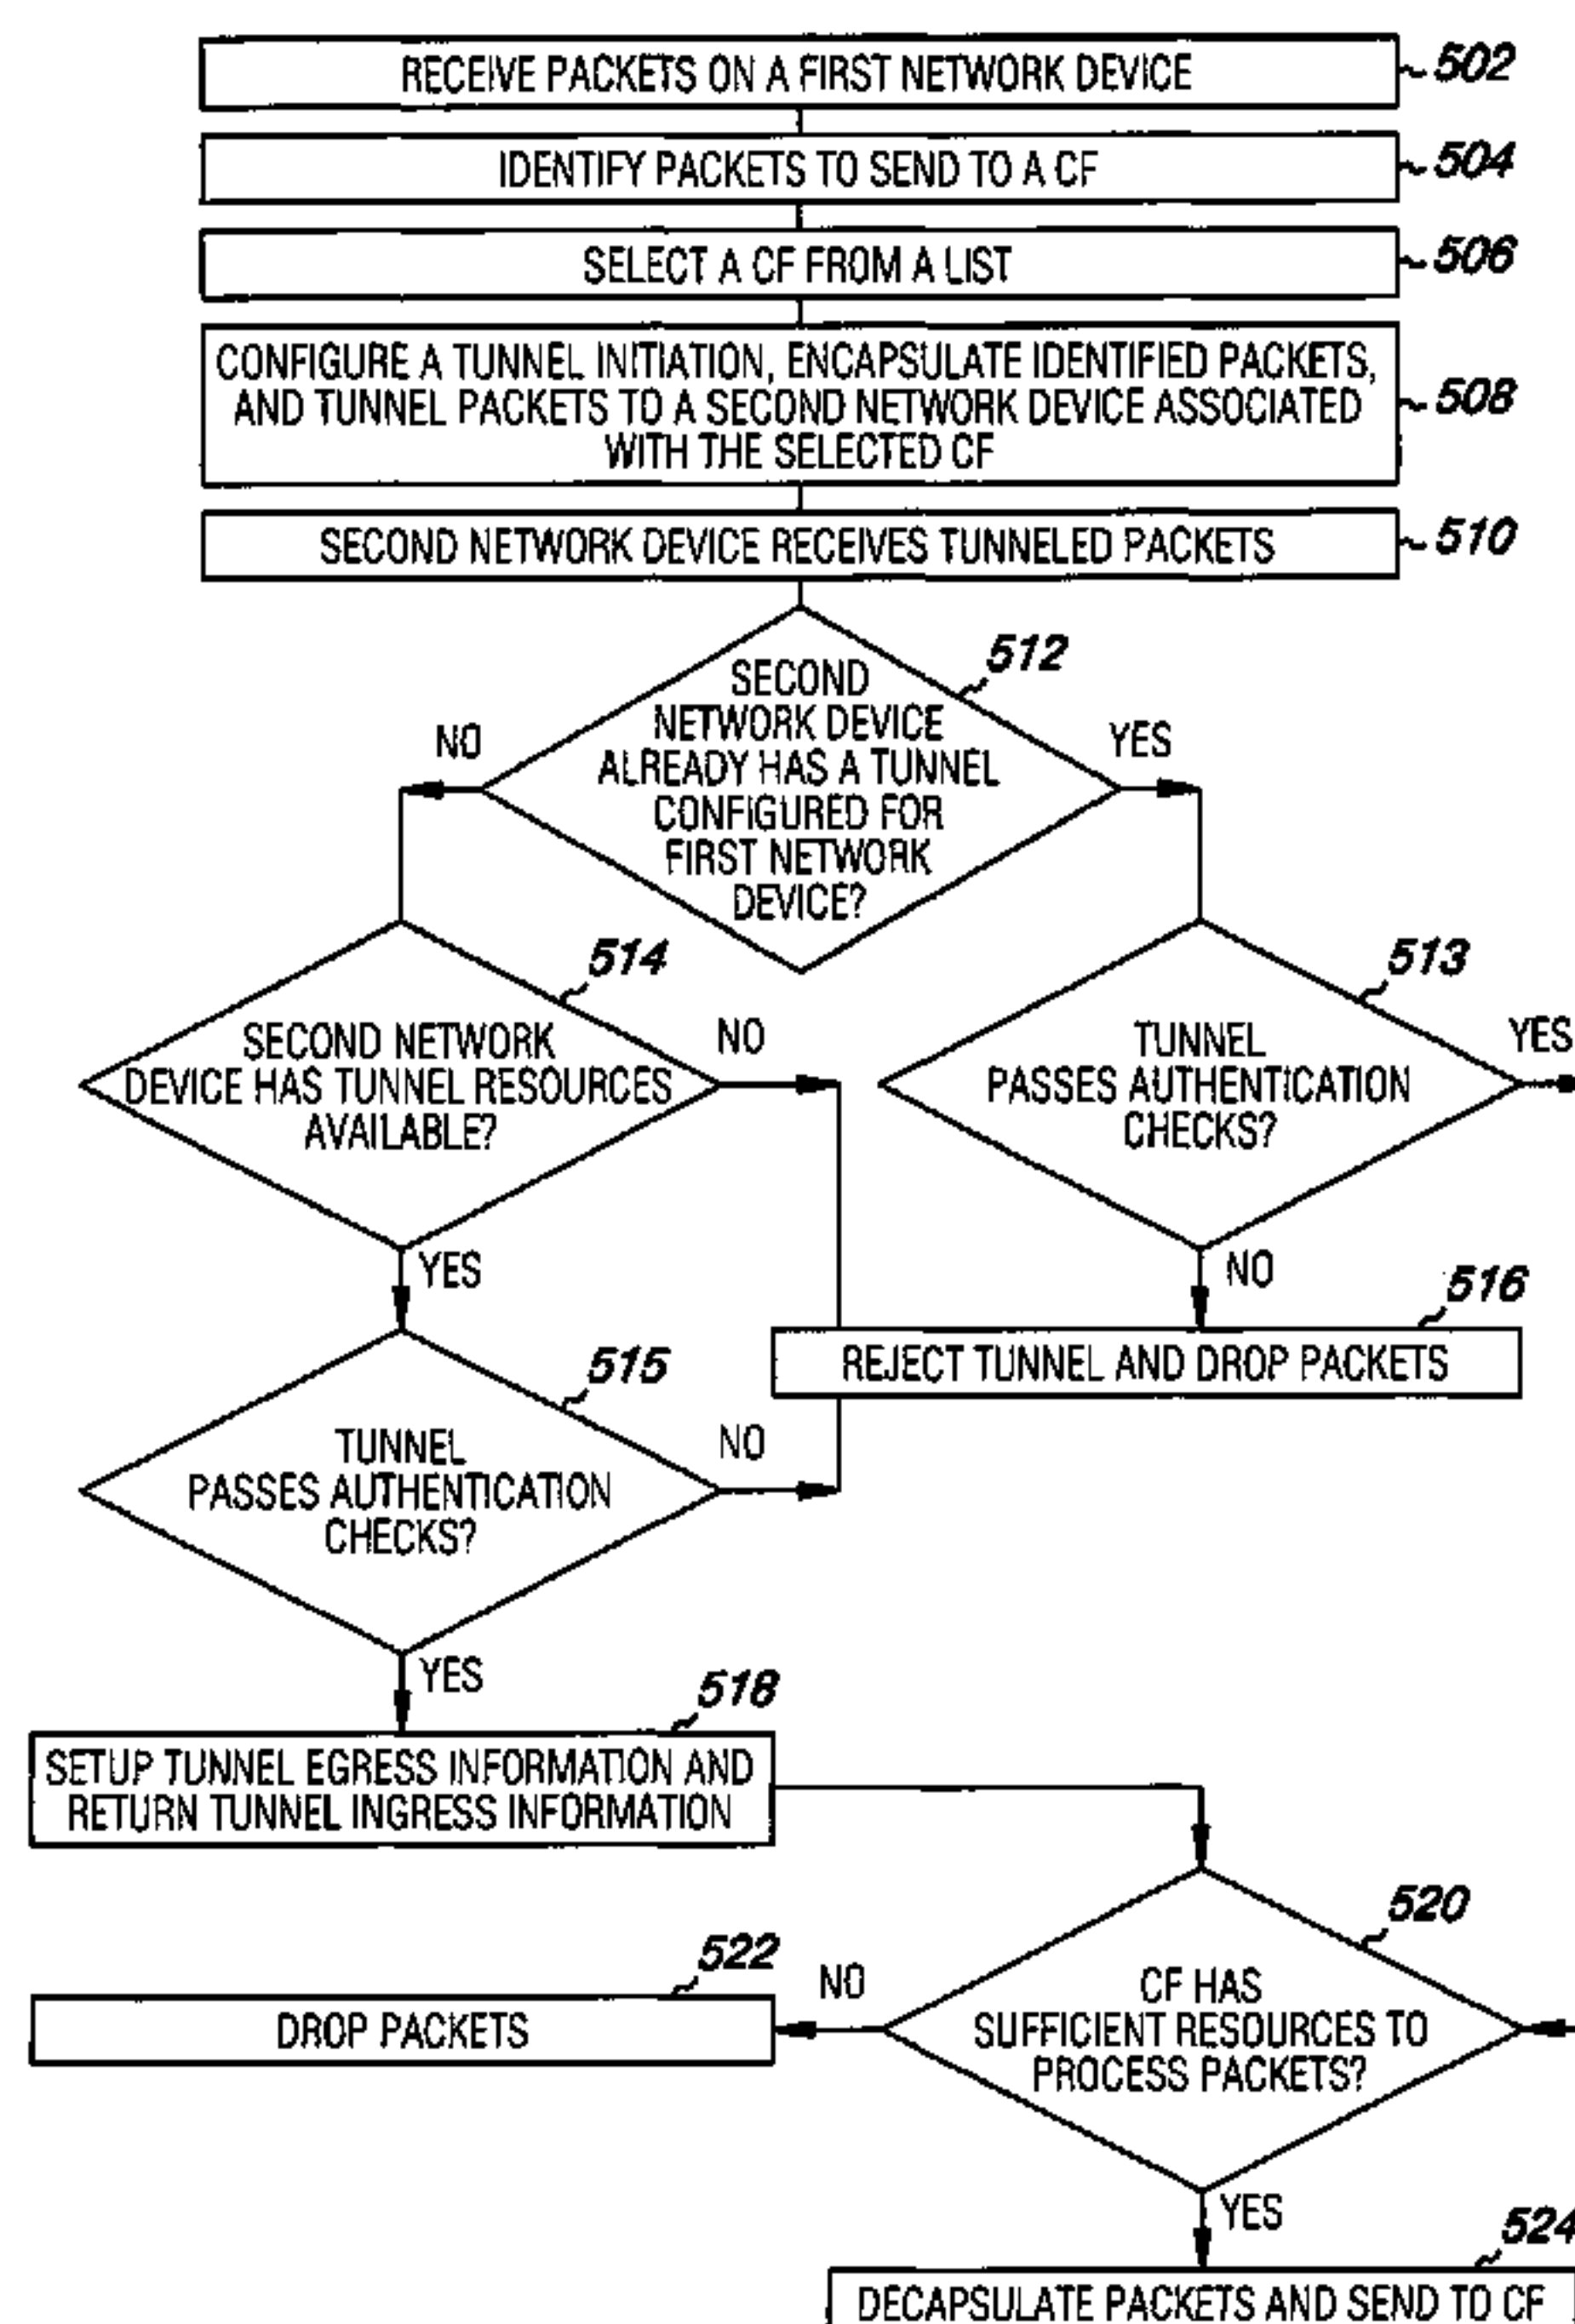 RECEIVE PACKETS ON A FIRST NETWORK DEVICE
502
IDENTIFY PACKETS TO SEND TO A CF
504
SELECT A CF FROM A LIST
506
CONFIGURE A TUNNEL INITIATION, ENCAPSULATE IDENTIFIED PACKETS,
AND TUNNEL PACKETS TO A SECOND NETWORK DEVICE ASSOCIATED
WITH THE SELECTED CF
508
SECOND NETWORK DEVICE RECEIVES TUNNELED PACKETS
510
512
SECOND
NETWORK DEVICE
ALREADY HAS A TUNNEL
CONFIGURED FOR
FIRST NETWORK
DEVICE?
NO
YES
514
SECOND NETWORK
DEVICE HAS TUNNEL RESOURCES
AVAILABLE?
NO
YES
513
TUNNEL
PASSES AUTHENTICATION
CHECKS?
YES
NO
516
REJECT TUNNEL AND DROP PACKETS
515
TUNNEL
PASSES AUTHENTICATION
CHECKS?
NO
YES
518
SETUP TUNNEL EGRESS INFORMATION AND
RETURN TUNNEL INGRESS INFORMATION
520
CF HAS
SUFFICIENT RESOURCES TO
PROCESS PACKETS?
NO
522
DROP PACKETS
YES
524
DECAPSULATE PACKETS AND SEND TO CF